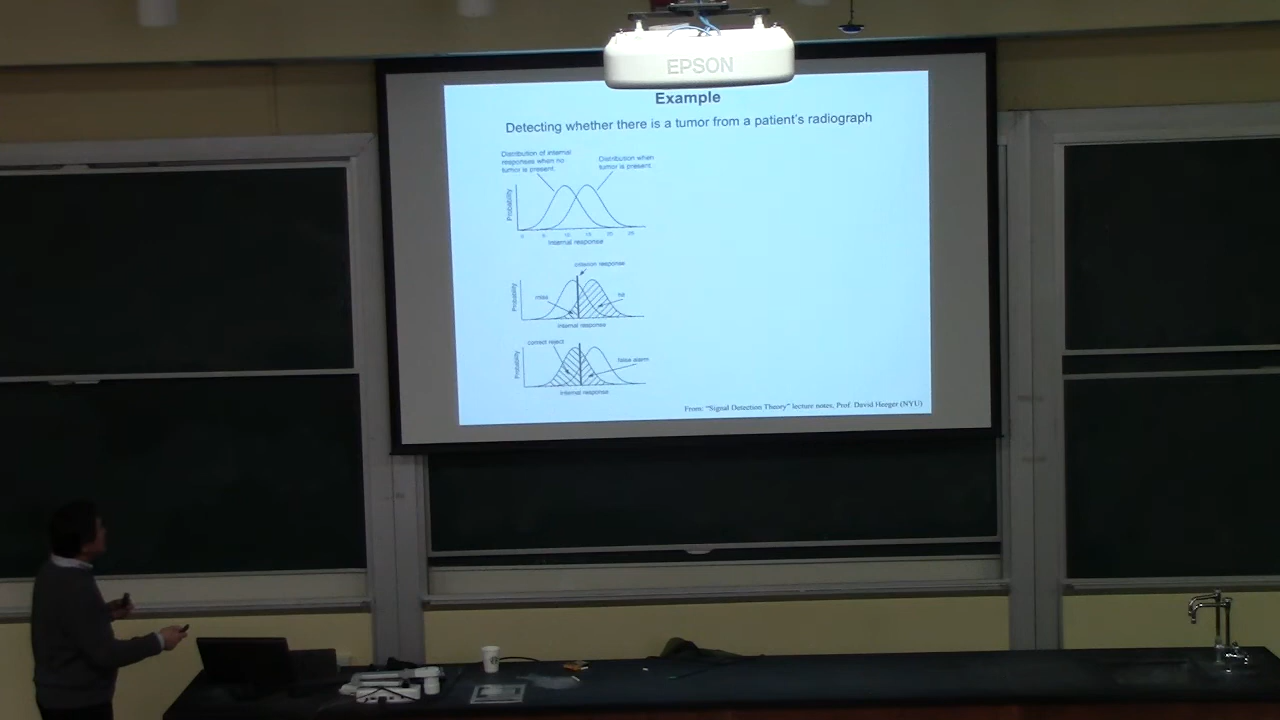 EPSON
Example
Detecting whether there is a tumor from a patient's radiograph
Distribution of internal
responses when no
tumor is present.
Distribution when
tumor is present.
Probability
Internal response
criterion response
Probability
miss
hit
Internal response
correct reject
false alarm
Probability
Internal response
From: "Signal Detection Theory" lecture notes, Prof. David Heeger (NYU)